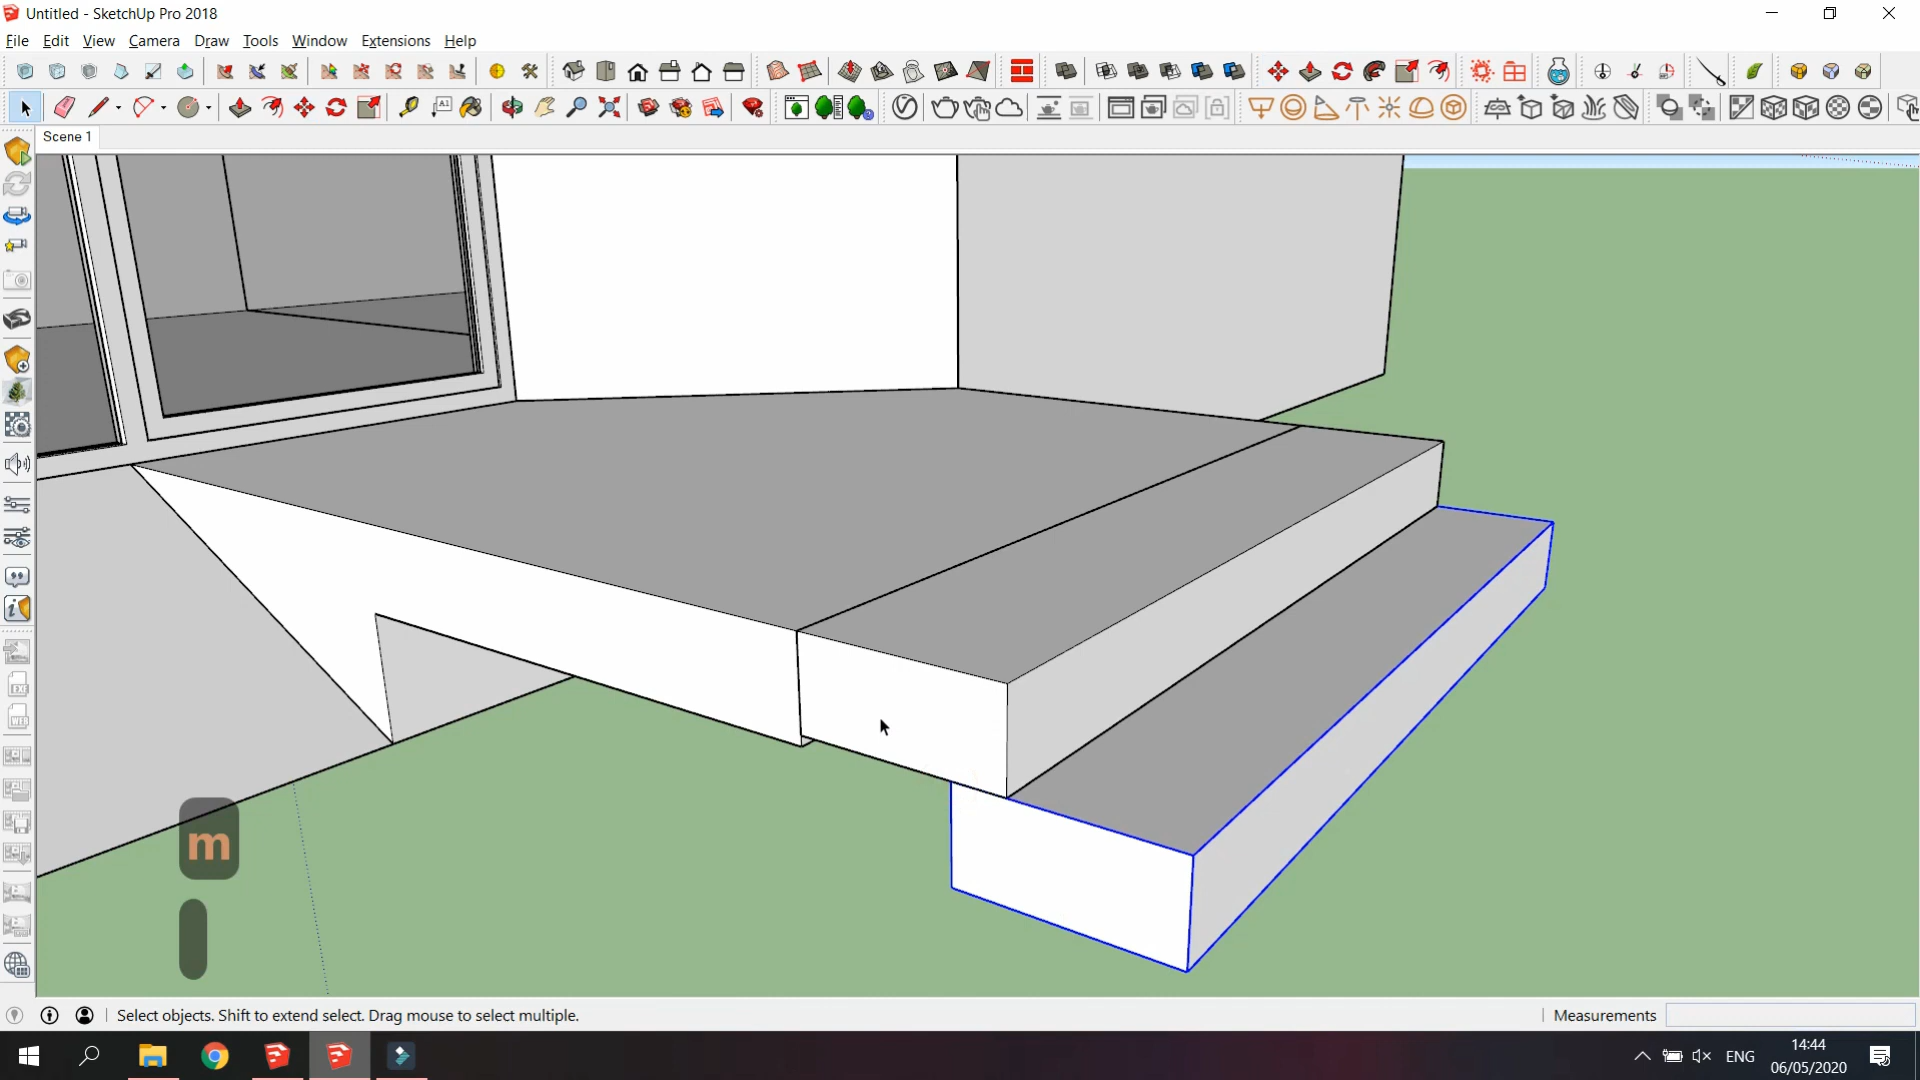 Untitled - SketchUp Pro 2018
File Edit View Camera Draw Tools Window Extensions Help
Scene 1
m
Select objects. Shift to extend select. Drag mouse to select multiple.
Measurements
ENG
14:44
06/05/2020